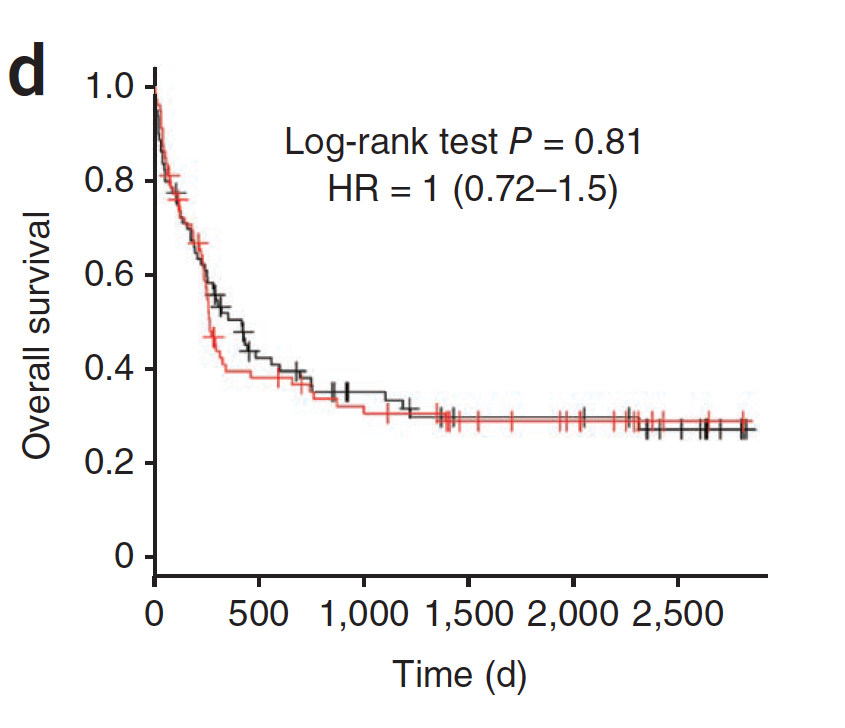 d
Log-rank test P = 0.81
HR = 1 (0.72–1.5)
Overall survival
1.0
0.8
0.6
0.4
0.2
0
0 500 1,000 1,500 2,000 2,500
Time (d)